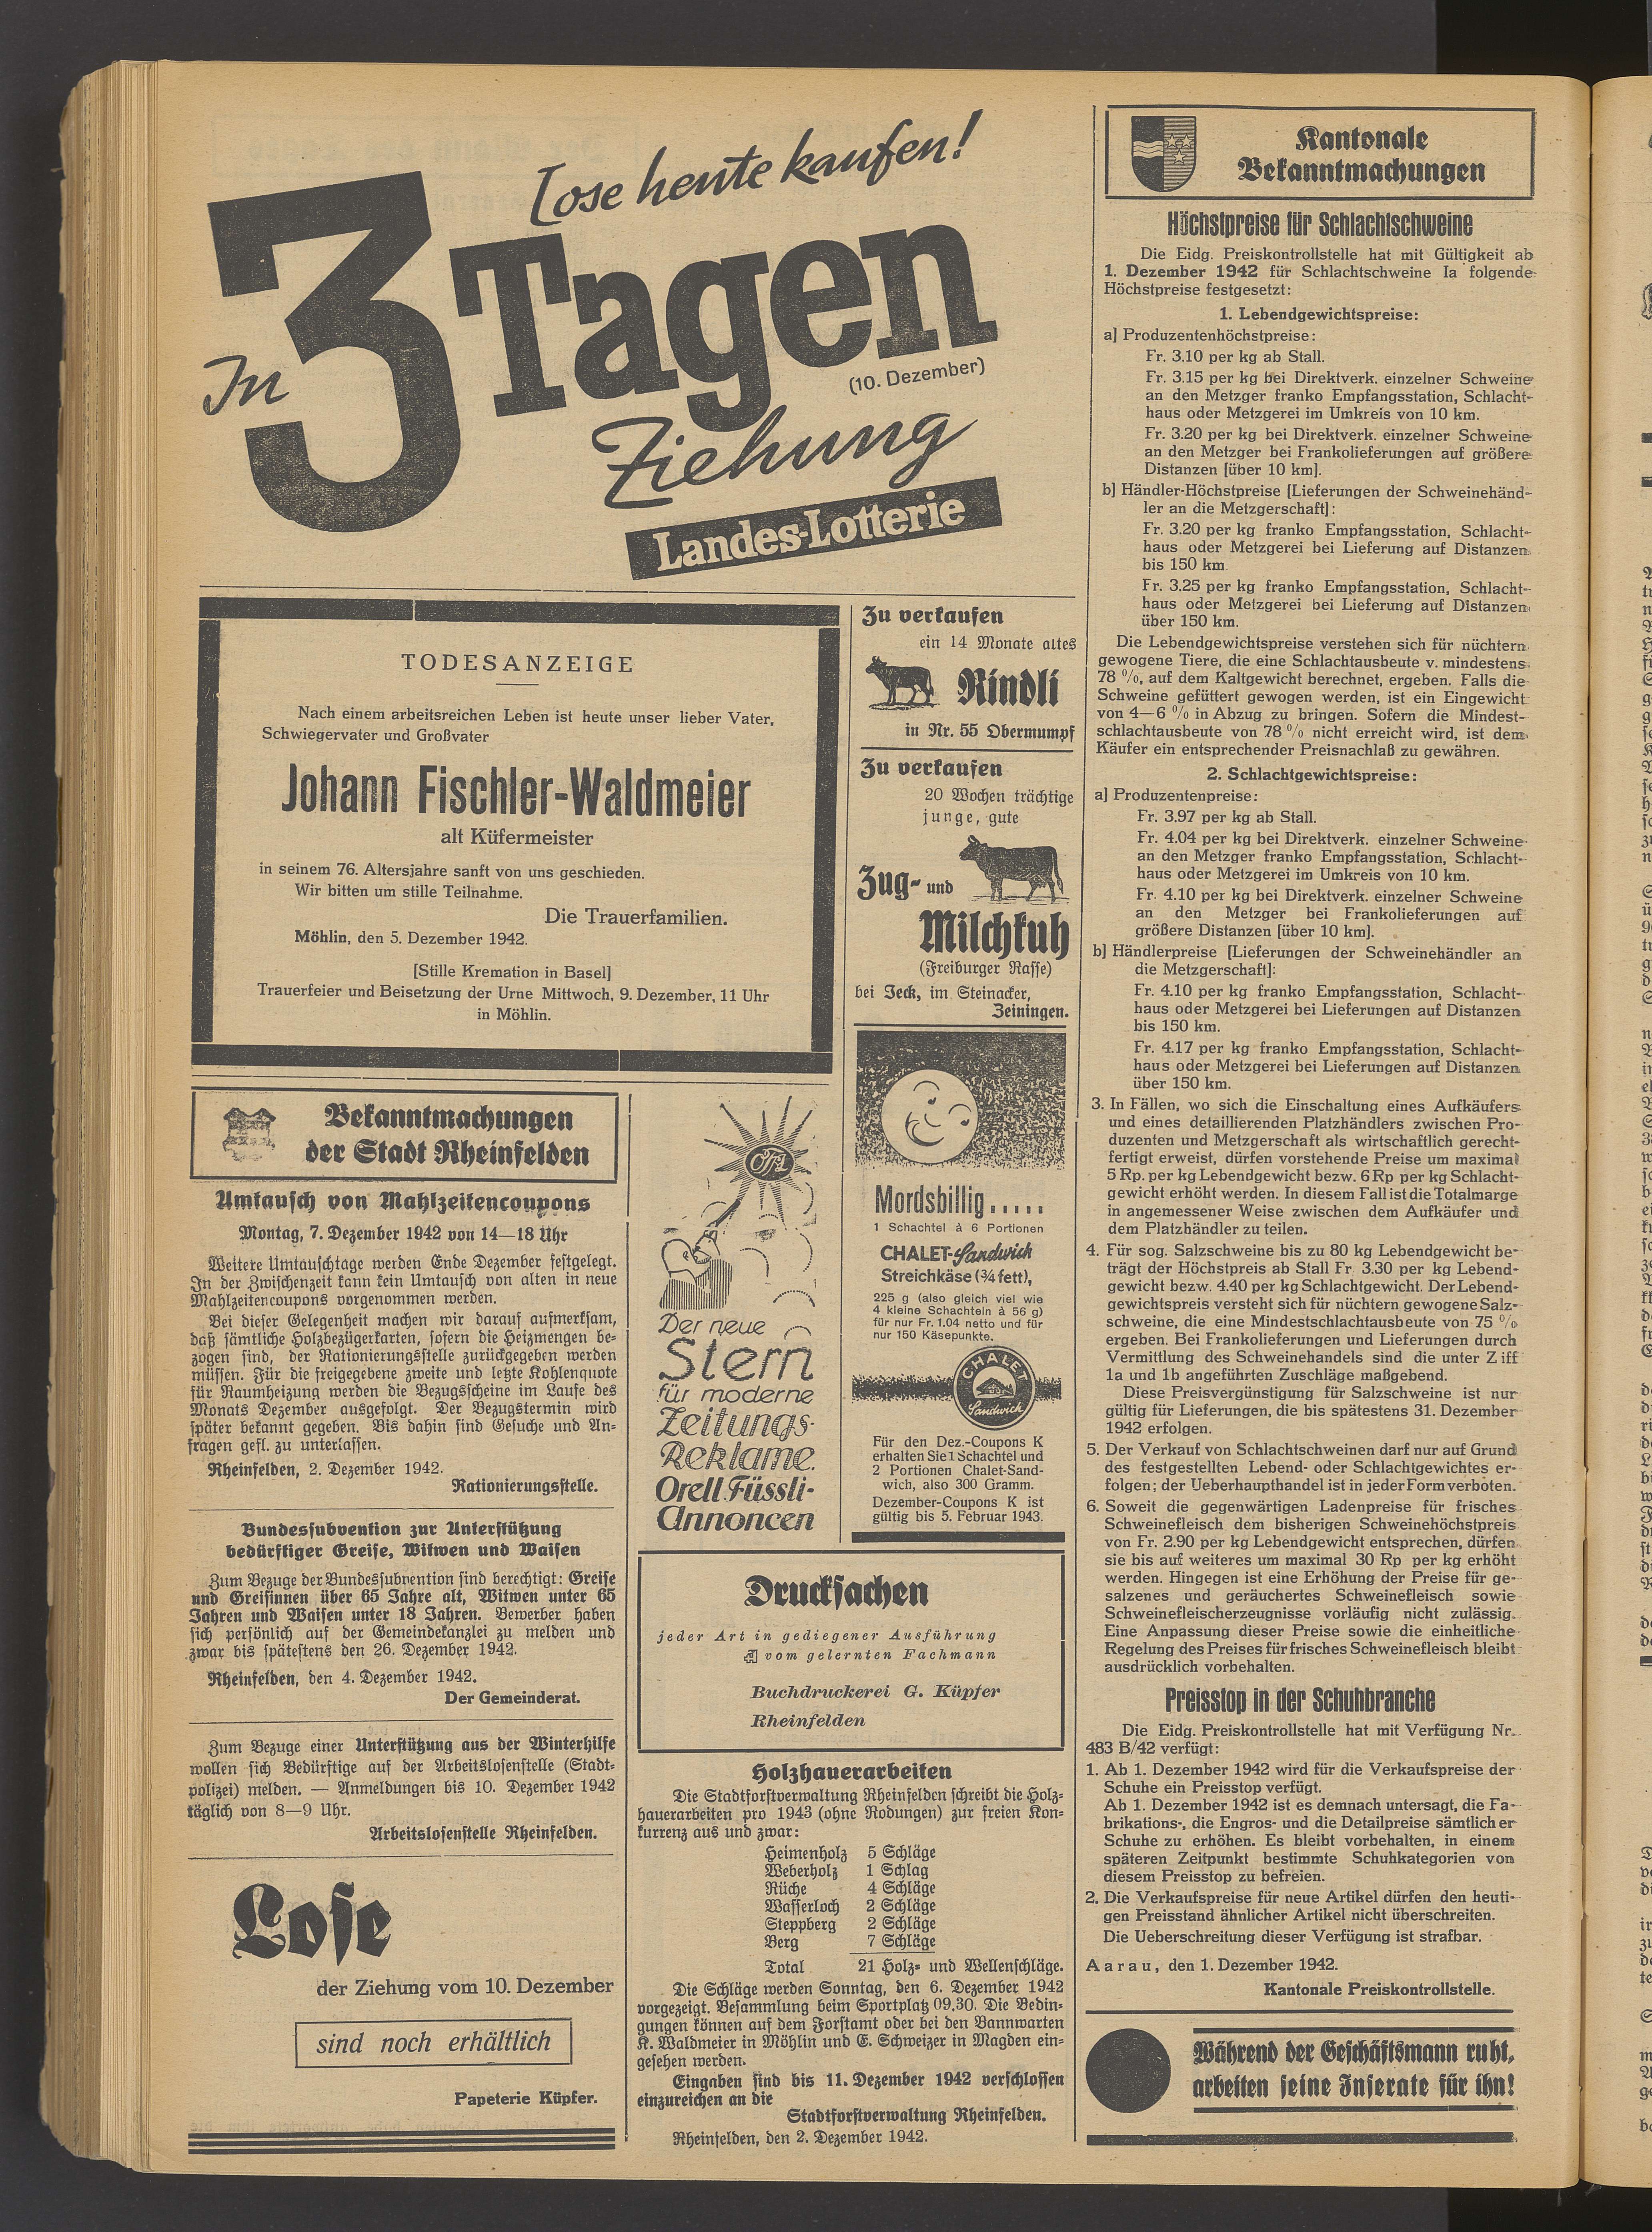 Lose heute kaufen!
In
3 Tagen
(10. Dezember)
Ziehung
Landes-Lotterie
TODESANZEIGE
Nach einem arbeitsreichen Leben ist heute unser lieber Vater,
Schwiegervater und Großvater
Johann Fischler-Waldmeier
alt Küfermeister
in seinem 76. Altersjahre sanft von uns geschieden.
Wir bitten um stille Teilnahme.
Die Trauerfamilien.
Möhlin, den 5. Dezember 1942.
[Stille Kremation in Basel]
Trauerfeier und Beisetzung der Urne Mittwoch, 9. Dezember, 11 Uhr
in Möhlin.
Zu verkaufen
ein 14 Monate altes
Rindli
in Nr. 55 Obermumpf
Zu verkaufen
20 Wochen trächtige
junge, gute
Zug- und
Milchkuh
(Freiburger Rasse)
bei Jeck, im Steinacker,
Zeiningen.
Bekanntmachungen
der Stadt Rheinfelden
Umtausch von Mahlzeitencoupons
Montag, 7. Dezember 1942 von 14—18 Uhr
Weitere Umtauschtage werden Ende Dezember festgelegt.
In der Zwischenzeit kann kein Umtausch von alten in neue
Mahlzeitencoupons vorgenommen werden.
Bei dieser Gelegenheit machen wir darauf aufmerksam,
daß sämtliche Holzbezügerkarten, sofern die Heizmengen be-
zogen sind, der Rationierungsstelle zurückgegeben werden
müssen. Für die freigegebene zweite und letzte Kohlenquote
für Raumheizung werden die Bezugsscheine im Laufe des
Monats Dezember ausgefolgt. Der Bezugstermin wird
später bekannt gegeben. Bis dahin sind Gesuche und An-
fragen gefl. zu unterlassen.
Rheinfelden, 2. Dezember 1942.
Rationierungsstelle.
Bundessubvention zur Unterstützung
bedürftiger Greise, Witwen und Waisen
Zum Bezuge der Bundessubvention sind berechtigt: Greise
und Greisinnen über 65 Jahre alt, Witwen unter 65
Jahren und Waisen unter 18 Jahren. Bewerber haben
sich persönlich auf der Gemeindekanzlei zu melden und
zwar bis spätestens den 26. Dezember 1942.
Rheinfelden, den 4. Dezember 1942.
Der Gemeinderat.
Zum Bezuge einer Unterstützung aus der Winterhilfe
wollen sich Bedürftige auf der Arbeitslosenstelle (Stadt-
polizei) melden. — Anmeldungen bis 10. Dezember 1942
täglich von 8—9 Uhr.
Arbeitslosenstelle Rheinfelden.
Lose
der Ziehung vom 10. Dezember
sind noch erhältlich
Papeterie Küpfer.
Der neue
Stern
für moderne
Zeitungs-
Reklame.
Orell Füssli-
Annoncen
Mordsbillig.....
1 Schachtel à 6 Portionen
CHALET-Sandwich
Streichkäse (¾ fett),
225 g (also gleich viel wie
4 kleine Schachteln à 56 g)
für nur Fr. 1.04 netto und für
nur 150 Käsepunkte.
CHALET
Sandwich
Für den Dez.-Coupons K
erhalten Sie 1 Schachtel und
2 Portionen Chalet-Sand-
wich, also 300 Gramm.
Dezember-Coupons K ist
gültig bis 5. Februar 1943.
Drucksachen
jeder Art in gediegener Ausführung
vom gelernten Fachmann
Buchdruckerei G. Küpfer
Rheinfelden
Holzhauerarbeiten
Die Stadtforstverwaltung Rheinfelden schreibt die Holz-
hauerarbeiten pro 1943 (ohne Rodungen) zur freien Kon-
kurrenz aus und zwar:
Heimenholz 5 Schläge
Weberholz 1 Schlag
Rüche 4 Schläge
Wasserloch 2 Schläge
Steppberg 2 Schläge
Berg 7 Schläge
Total 21 Holz- und Wellenschläge.
Die Schläge werden Sonntag, den 6. Dezember 1942
vorgezeigt. Besammlung beim Sportplatz 09.30. Die Bedin-
gungen können auf dem Forstamt oder bei den Bannwarten
K. Waldmeier in Möhlin und E. Schweizer in Magden ein-
gesehen werden.
Eingaben sind bis 11. Dezember 1942 verschlossen
einzureichen an die
Stadtforstverwaltung Rheinfelden.
Rheinfelden, den 2. Dezember 1942.
Kantonale
Bekanntmachungen
Höchstpreise für Schlachtschweine
Die Eidg. Preiskontrollstelle hat mit Gültigkeit ab
1. Dezember 1942 für Schlachtschweine Ia folgende
Höchstpreise festgesetzt:
1. Lebendgewichtspreise:
a] Produzentenhöchstpreise:
Fr. 3.10 per kg ab Stall.
Fr. 3.15 per kg bei Direktverk. einzelner Schweine
an den Metzger franko Empfangsstation, Schlacht-
haus oder Metzgerei im Umkreis von 10 km.
Fr. 3.20 per kg bei Direktverk. einzelner Schweine
an den Metzger bei Frankolieferungen auf größere
Distanzen [über 10 km].
b] Händler-Höchstpreise [Lieferungen der Schweinehänd-
ler an die Metzgerschaft]:
Fr. 3.20 per kg franko Empfangsstation, Schlacht-
haus oder Metzgerei bei Lieferung auf Distanzen
bis 150 km
Fr. 3.25 per kg franko Empfangsstation, Schlacht-
haus oder Metzgerei bei Lieferung auf Distanzen
über 150 km.
Die Lebendgewichtspreise verstehen sich für nüchtern
gewogene Tiere, die eine Schlachtausbeute v. mindestens
78 %, auf dem Kaltgewicht berechnet, ergeben. Falls die
Schweine gefüttert gewogen werden, ist ein Eingewicht
von 4—6 % in Abzug zu bringen. Sofern die Mindest-
schlachtausbeute von 78 % nicht erreicht wird, ist dem
Käufer ein entsprechender Preisnachlaß zu gewähren.
2. Schlachtgewichtspreise:
a] Produzentenpreise:
Fr. 3.97 per kg ab Stall.
Fr. 4.04 per kg bei Direktverk. einzelner Schweine
an den Metzger franko Empfangsstation, Schlacht-
haus oder Metzgerei im Umkreis von 10 km.
Fr. 4.10 per kg bei Direktverk. einzelner Schweine
an den Metzger bei Frankolieferungen auf
größere Distanzen [über 10 km].
b] Händlerpreise [Lieferungen der Schweinehändler an
die Metzgerschaft]:
Fr. 4.10 per kg franko Empfangsstation, Schlacht-
haus oder Metzgerei bei Lieferungen auf Distanzen
bis 150 km.
Fr. 4.17 per kg franko Empfangsstation, Schlacht-
haus oder Metzgerei bei Lieferungen auf Distanzen
über 150 km.
3. In Fällen, wo sich die Einschaltung eines Aufkäufers
und eines detaillierenden Platzhändlers zwischen Pro-
duzenten und Metzgerschaft als wirtschaftlich gerecht-
fertigt erweist, dürfen vorstehende Preise um maximal
5 Rp. per kg Lebendgewicht bezw. 6 Rp per kg Schlacht-
gewicht erhöht werden. In diesem Fall ist die Totalmarge
in angemessener Weise zwischen dem Aufkäufer und
dem Platzhändler zu teilen.
4. Für sog. Salzschweine bis zu 80 kg Lebendgewicht be-
trägt der Höchstpreis ab Stall Fr 3.30 per kg Lebend-
gewicht bezw. 4.40 per kg Schlachtgewicht. Der Lebend-
gewichtspreis versteht sich für nüchtern gewogene Salz-
schweine, die eine Mindestschlachtausbeute von 75 %
ergeben. Bei Frankolieferungen und Lieferungen durch
Vermittlung des Schweinehandels sind die unter Ziff
1a und 1b angeführten Zuschläge maßgebend.
Diese Preisvergünstigung für Salzschweine ist nur
gültig für Lieferungen, die bis spätestens 31. Dezember
1942 erfolgen.
5. Der Verkauf von Schlachtschweinen darf nur auf Grund
des festgestellten Lebend- oder Schlachtgewichtes er-
folgen; der Ueberhaupthandel ist in jeder Form verboten.
6. Soweit die gegenwärtigen Ladenpreise für frisches
Schweinefleisch dem bisherigen Schweinehöchstpreis
von Fr. 2.90 per kg Lebendgewicht entsprechen, dürfen
sie bis auf weiteres um maximal 30 Rp per kg erhöht
werden. Hingegen ist eine Erhöhung der Preise für ge-
salzenes und geräuchertes Schweinefleisch sowie
Schweinefleischerzeugnisse vorläufig nicht zulässig.
Eine Anpassung dieser Preise sowie die einheitliche
Regelung des Preises für frisches Schweinefleisch bleibt
ausdrücklich vorbehalten.
Preisstop in der Schuhbranche
Die Eidg. Preiskontrollstelle hat mit Verfügung Nr.
483 B/42 verfügt:
1. Ab 1. Dezember 1942 wird für die Verkaufspreise der
Schuhe ein Preisstop verfügt.
Ab 1. Dezember 1942 ist es demnach untersagt, die Fa-
brikations-, die Engros- und die Detailpreise sämtlicher
Schuhe zu erhöhen. Es bleibt vorbehalten, in einem
späteren Zeitpunkt bestimmte Schuhkategorien von
diesem Preisstop zu befreien.
2. Die Verkaufspreise für neue Artikel dürfen den heuti-
gen Preisstand ähnlicher Artikel nicht überschreiten.
Die Ueberschreitung dieser Verfügung ist strafbar.
Aarau, den 1. Dezember 1942.
Kantonale Preiskontrollstelle.
Während der Geschäftsmann ruht,
arbeiten seine Inserate für ihn!